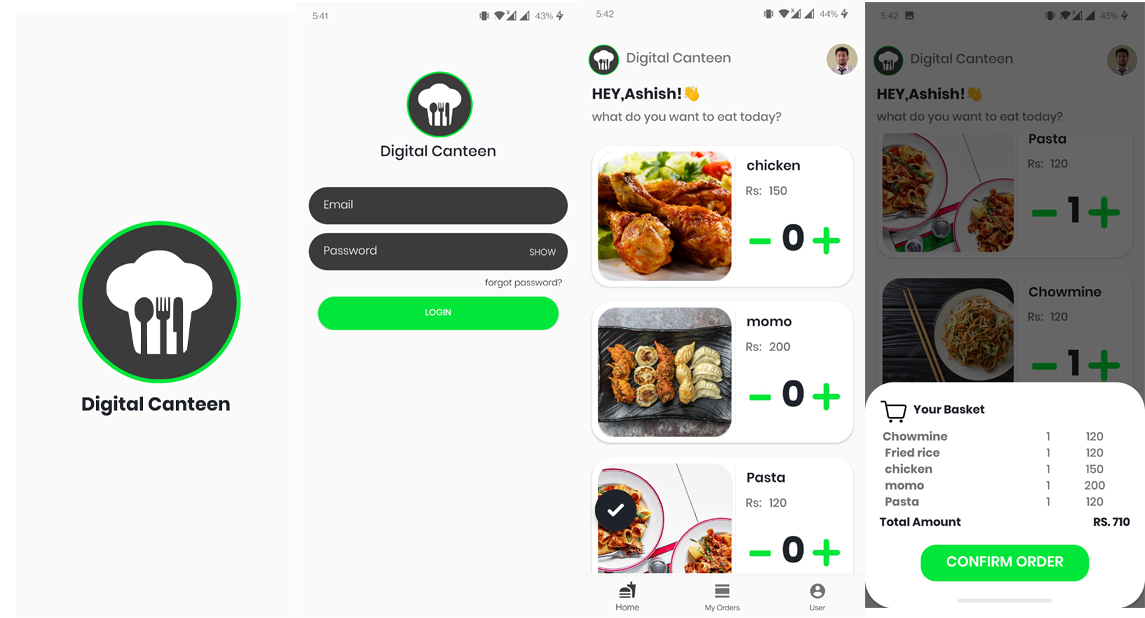 Digital Canteen
5:41
43%
Digital Canteen
Email
Password SHOW
forgot password?
LOGIN
5:42
44%
Digital Canteen
HEY,Ashish!👋
what do you want to eat today?
chicken
Rs: 150
- 0 +
momo
Rs: 200
- 0 +
Pasta
Rs: 120
- 0 +
Home My Orders User
5:42
45%
Digital Canteen
HEY,Ashish!👋
what do you want to eat today?
Pasta
Rs: 120
- 1 +
Chowmine
Rs: 120
- 1 +
Your Basket
Chowmine 1 120
Fried rice 1 120
chicken 1 150
momo 1 200
Pasta 1 120
Total Amount RS. 710
CONFIRM ORDER